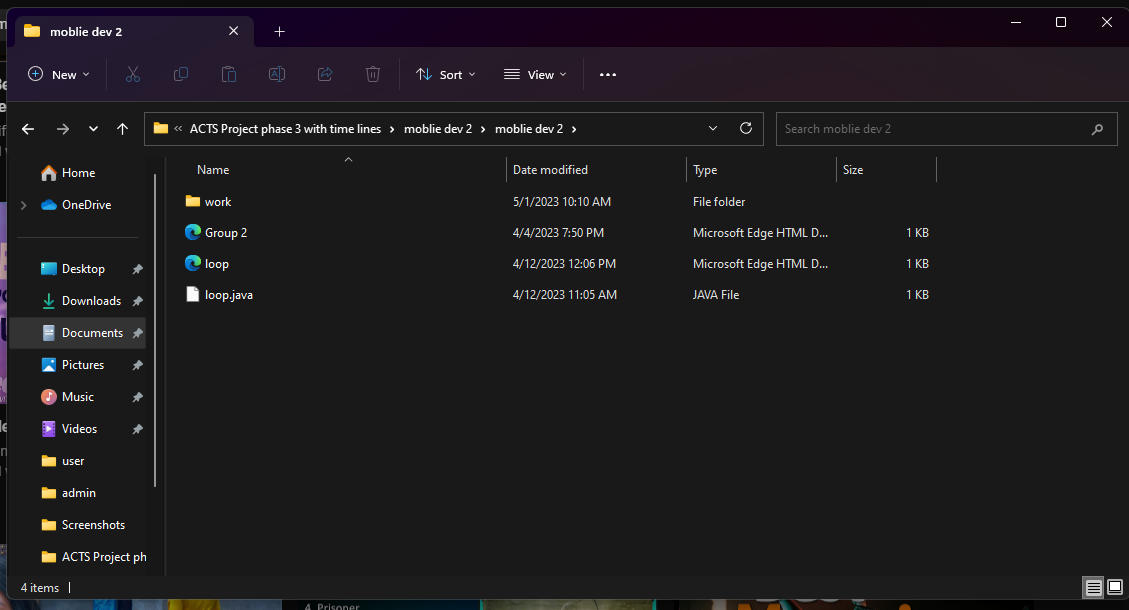 moblie dev 2
New
Sort
View
ACTS Project phase 3 with time lines
moblie dev 2
moblie dev 2
Search moblie dev 2
Home
OneDrive
Desktop
Downloads
Documents
Pictures
Music
Videos
user
admin
Screenshots
ACTS Project ph
Name Date modified Type Size
work 5/1/2023 10:10 AM File folder
Group 2 4/4/2023 7:50 PM Microsoft Edge HTML D... 1 KB
loop 4/12/2023 12:06 PM Microsoft Edge HTML D... 1 KB
loop.java 4/12/2023 11:05 AM JAVA File 1 KB
4 items
4 Prisoner